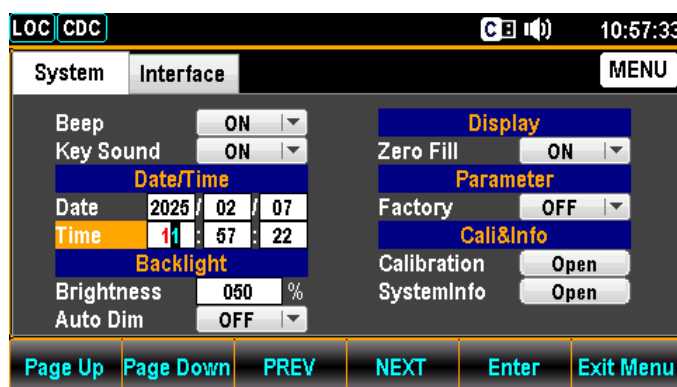 LOC CDC C 10:57:33
System Interface MENU
Beep ON
Key Sound ON
Date/Time
Date 2025 / 02 / 07
Time 11 : 57 : 22
Backlight
Brightness 050 %
Auto Dim OFF
Display
Zero Fill ON
Parameter
Factory OFF
Cali&Info
Calibration Open
SystemInfo Open
Page Up Page Down PREV NEXT Enter Exit Menu